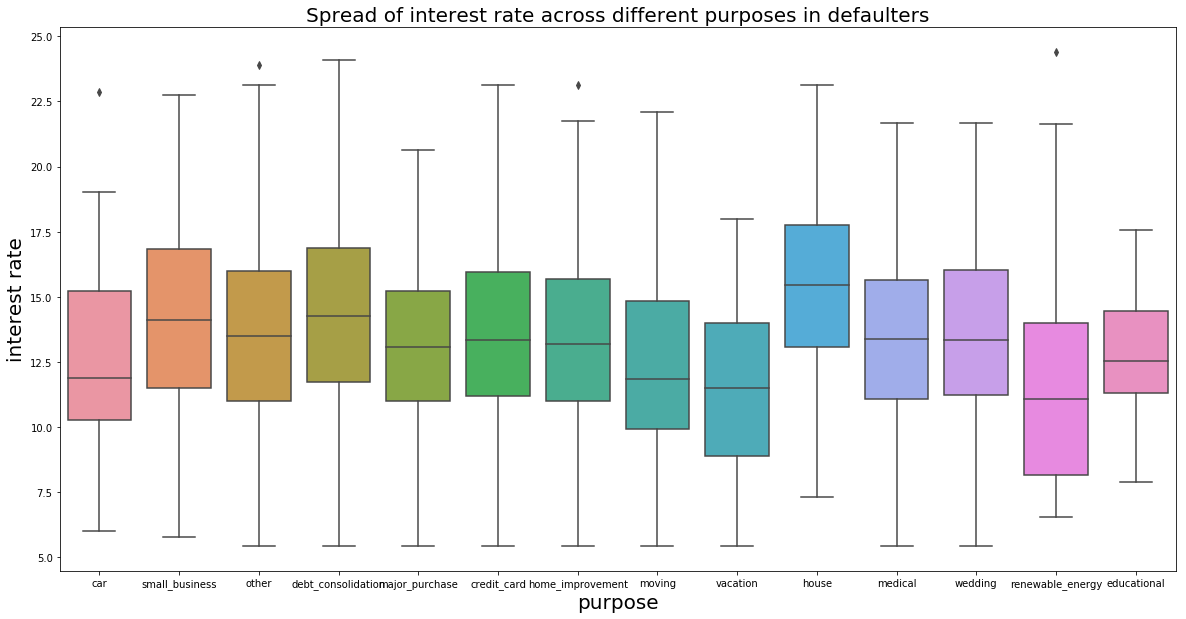 Spread of interest rate across different purposes in defaulters
25.0
22.5
20.0
17.5
15.0
12.5
10.0
7.5
5.0
interest rate
car small_business other debt_consolidation major_purchase credit_card home_improvement moving vacation house medical wedding renewable_energy educational
purpose